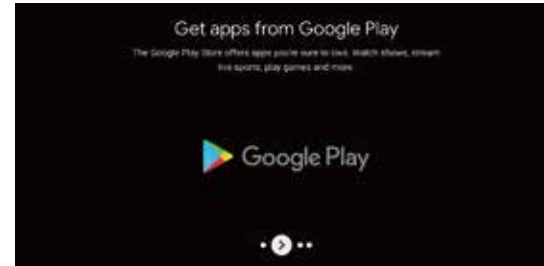 Get apps from Google Play
The Google Play Store offers apps you're sure to love. Watch shows, stream
live sports, play games and more
Google Play